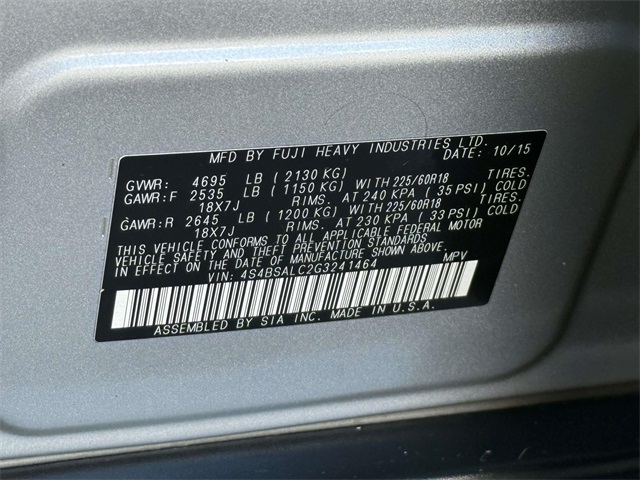 MFD BY FUJI HEAVY INDUSTRIES LTD.
DATE: 10/15
GVWR: 4695 LB (2130 KG)
GAWR:F 2535 LB (1150 KG) WITH 225/60R18 TIRES.
18X7J RIMS. AT 240 KPA (35 PSI) COLD
GAWR:R 2645 LB (1200 KG) WITH 225/60R18 TIRES.
18X7J RIMS. AT 230 KPA (33 PSI) COLD
THIS VEHICLE CONFORMS TO ALL APPLICABLE FEDERAL MOTOR
VEHICLE SAFETY, BUMPER, AND THEFT PREVENTION STANDARDS
IN EFFECT ON THE DATE OF MANUFACTURE SHOWN ABOVE.
VIN: 4S4BSALC2G3241464 MPV
ASSEMBLED BY SIA INC. MADE IN U.S.A.